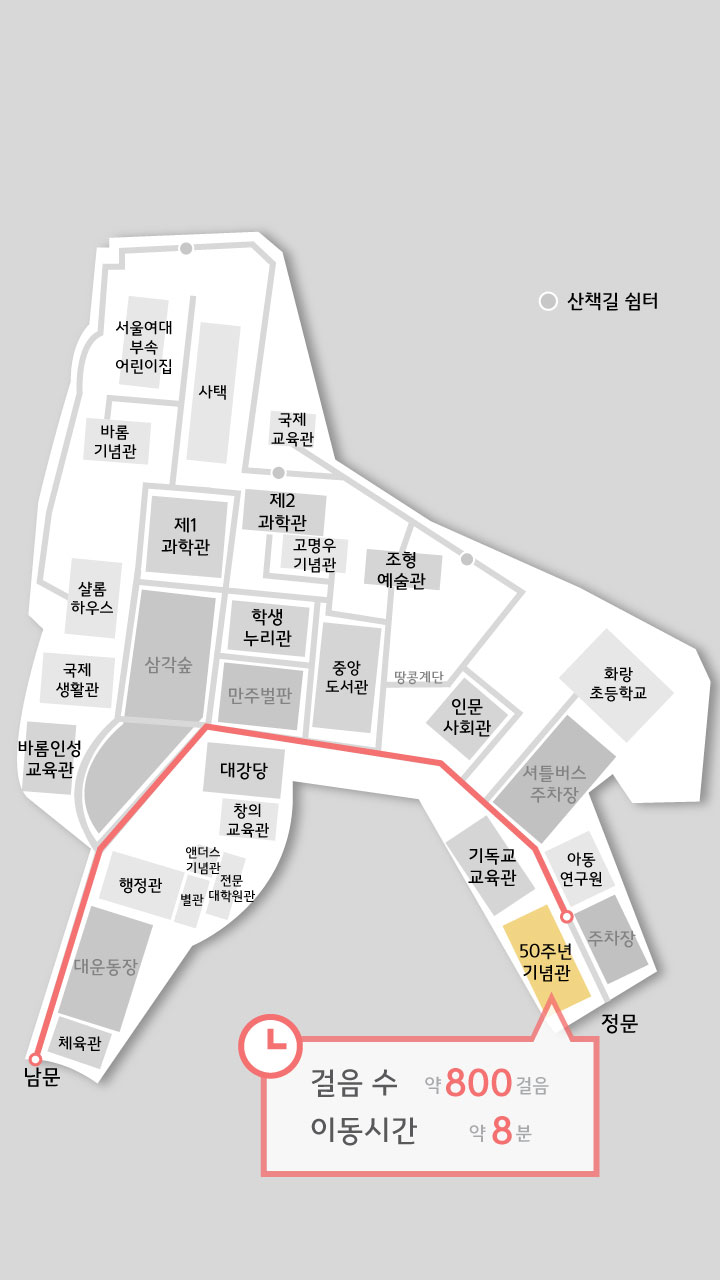 산책길 쉼터
서울여대
부속
어린이집
사택
바롬
기념관
국제
교육관
제1
과학관
제2
과학관
고명우
기념관
조형
예술관
샬롬
하우스
학생
누리관
삼각숲
중앙
도서관
만주벌판
땅콩계단
국제
생활관
인문
사회관
화랑
초등학교
바롬인성
교육관
대강당
셔틀버스
주차장
창의
교육관
앤더스
기념관
행정관
별관
전문
대학원관
기독교
교육관
아동
연구원
대운동장
50주년
기념관
주차장
체육관
정문
남문
걸음 수 약 800 걸음
이동시간 약 8 분